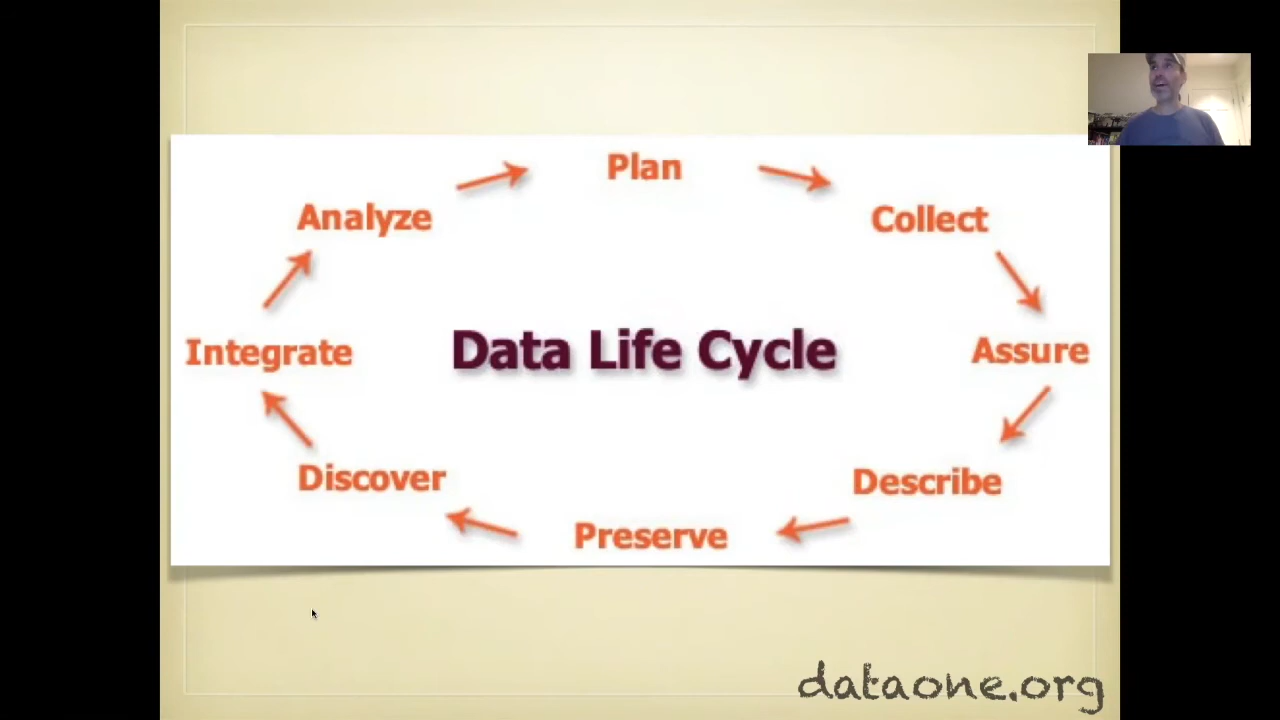 Plan
Analyze
Collect
Integrate
Data Life Cycle
Assure
Discover
Describe
Preserve
dataone.org